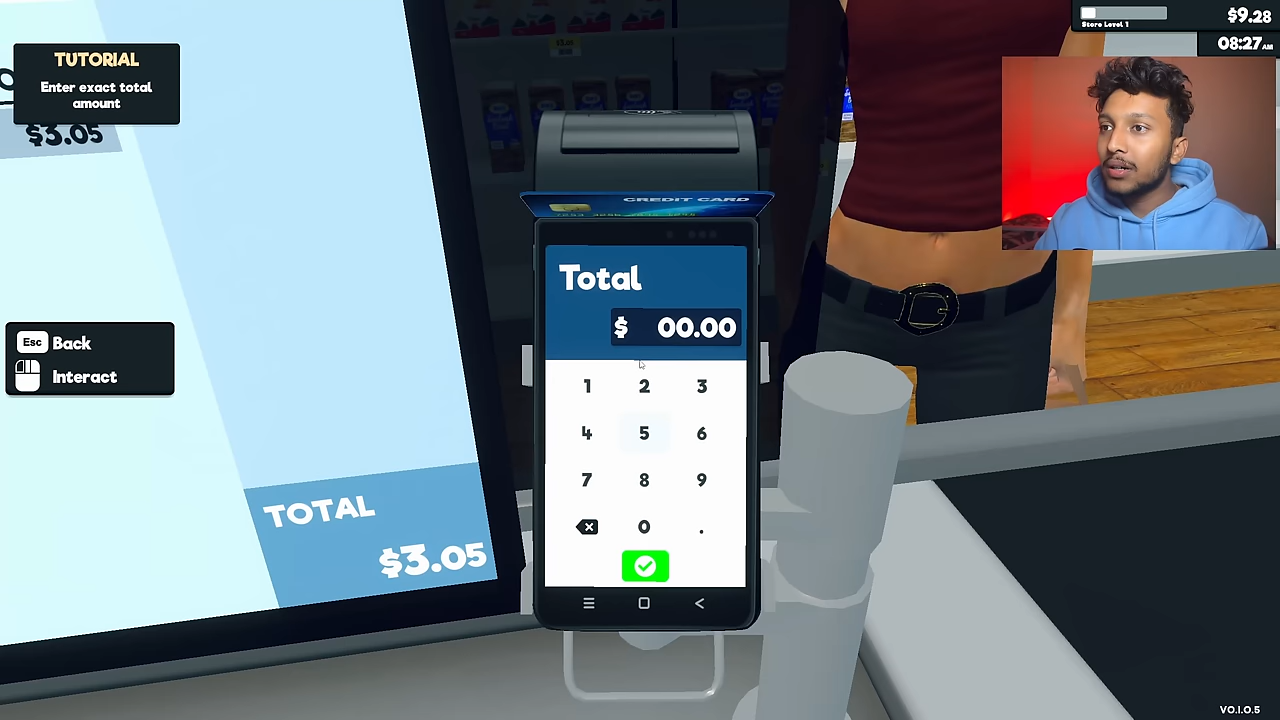 TUTORIAL
Enter exact total
amount
$3.05
Esc Back
Interact
TOTAL
$3.05
CREDIT CARD
Total
$ 00.00
1 2 3
4 5 6
7 8 9
0 .
$9.28
Store Level 1
08:27AM
V0.1.0.5